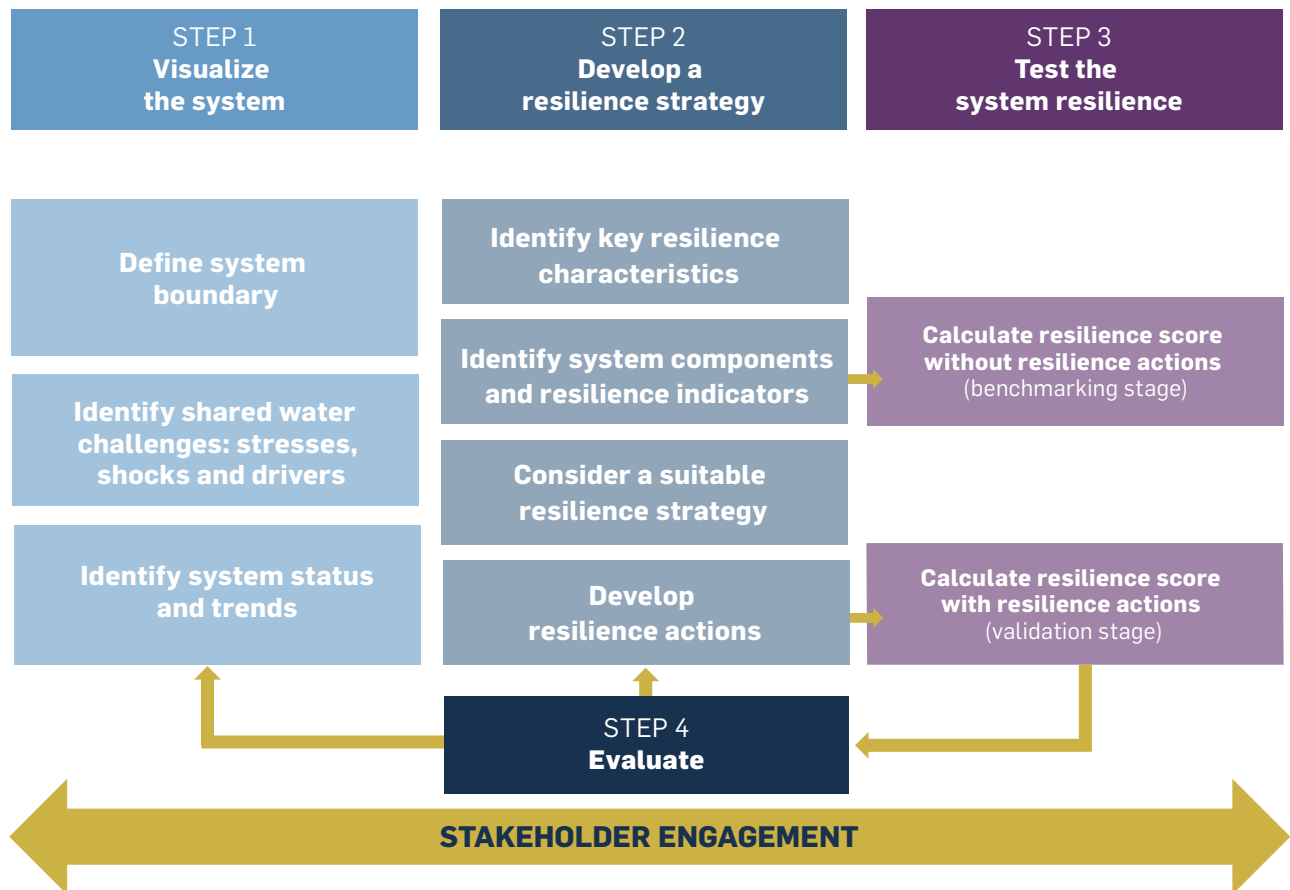 STEP 1
Visualize
the system
STEP 2
Develop a
resilience strategy
STEP 3
Test the
system resilience
Define system
boundary
Identify shared water
challenges: stresses,
shocks and drivers
Identify system status
and trends
Identify key resilience
characteristics
Identify system components
and resilience indicators
Consider a suitable
resilience strategy
Develop
resilience actions
Calculate resilience score
without resilience actions
(benchmarking stage)
Calculate resilience score
with resilience actions
(validation stage)
STEP 4
Evaluate
STAKEHOLDER ENGAGEMENT